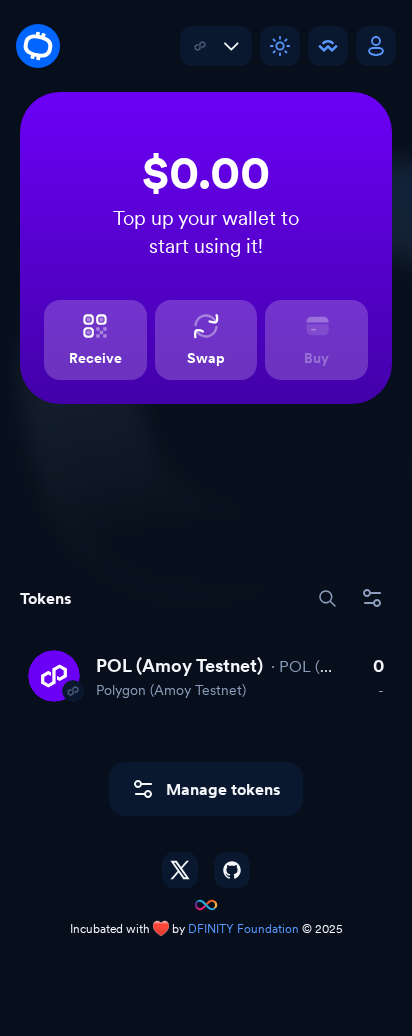 $0.00
Top up your wallet to
start using it!
Receive
Swap
Buy
Tokens
POL (Amoy Testnet) · POL (...
0
Polygon (Amoy Testnet)
-
Manage tokens
Incubated with ❤️ by DFINITY Foundation © 2025